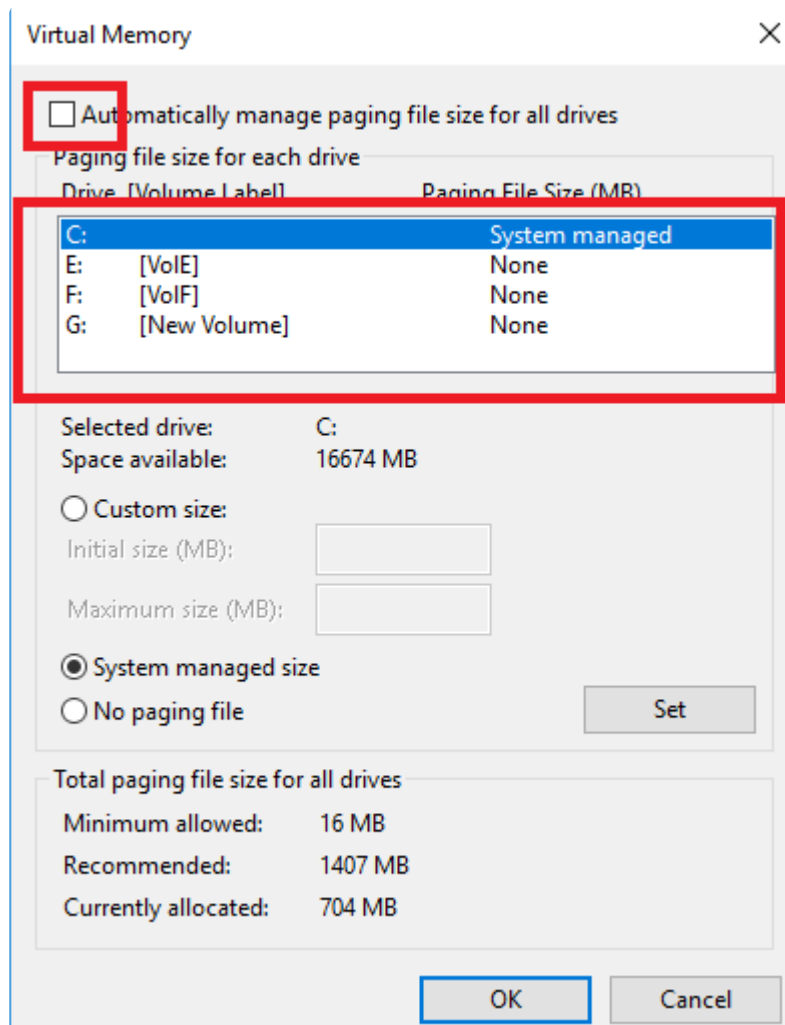 Virtual Memory
Automatically manage paging file size for all drives
Paging file size for each drive
Drive [Volume Label] Paging File Size (MB)
C: System managed
E: [VolE] None
F: [VolF] None
G: [New Volume] None
Selected drive: C:
Space available: 16674 MB
Custom size:
Initial size (MB):
Maximum size (MB):
System managed size
No paging file Set
Total paging file size for all drives
Minimum allowed: 16 MB
Recommended: 1407 MB
Currently allocated: 704 MB
OK Cancel